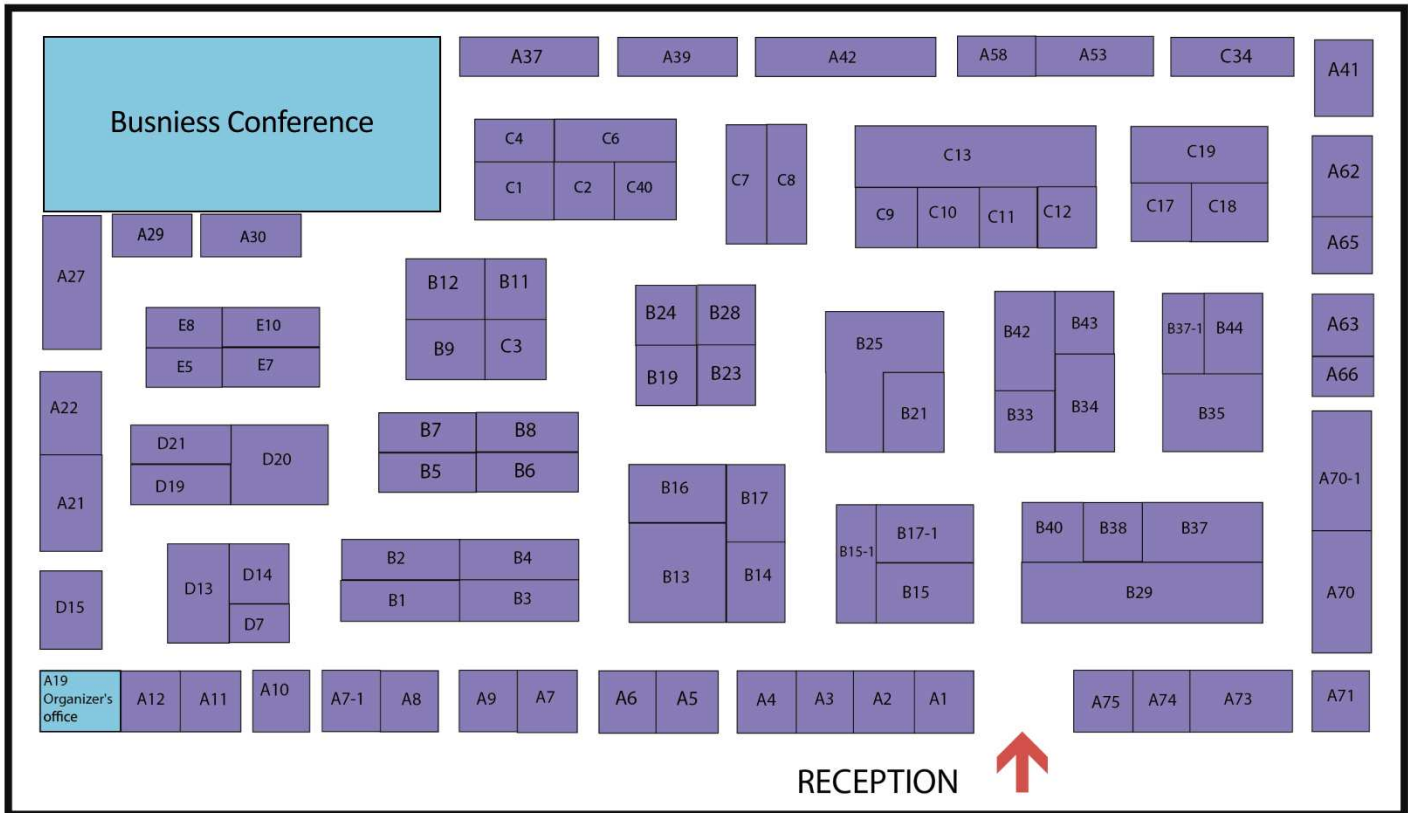 Busniess Conference
A37
A39
A42
A58
A53
C34
A41
C4
C6
C1
C2
C40
C7
C8
C13
C9
C10
C11
C12
C19
C17
C18
A62
A65
A29
A30
A27
B12
B11
B9
C3
B24
B28
B19
B23
B25
B21
B42
B43
B33
B34
B37-1
B44
B35
A63
A66
E8
E10
E5
E7
A22
A21
D21
D20
D19
B7
B8
B5
B6
B16
B17
B13
B14
B15-1
B17-1
B15
B40
B38
B37
B29
A70-1
A70
D13
D14
D7
D15
B2
B4
B1
B3
A19
Organizer's
office
A12
A11
A10
A7-1
A8
A9
A7
A6
A5
A4
A3
A2
A1
A75
A74
A73
A71
RECEPTION